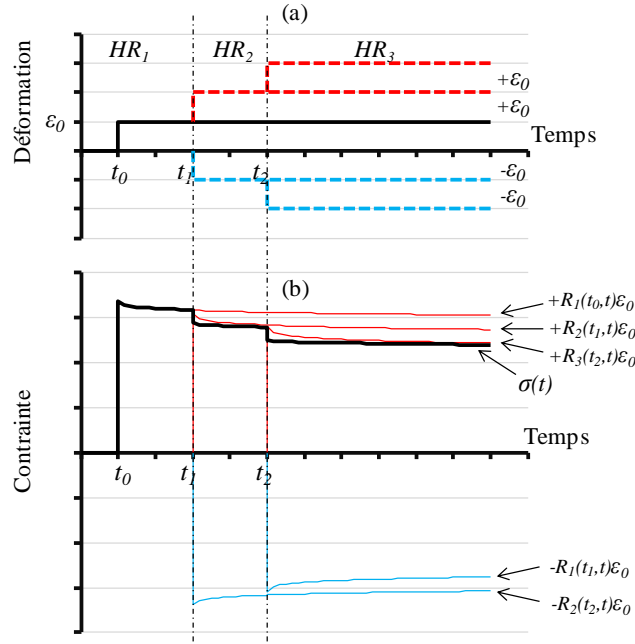 (a)
HR1 HR2 HR3
+ε0
+ε0
ε0
Temps
Déformation
t0 t1 t2
-ε0
-ε0
(b)
+R1(t0,t)ε0
+R2(t1,t)ε0
+R3(t2,t)ε0
σ(t)
Contrainte
Temps
t0 t1 t2
-R1(t1,t)ε0
-R2(t2,t)ε0